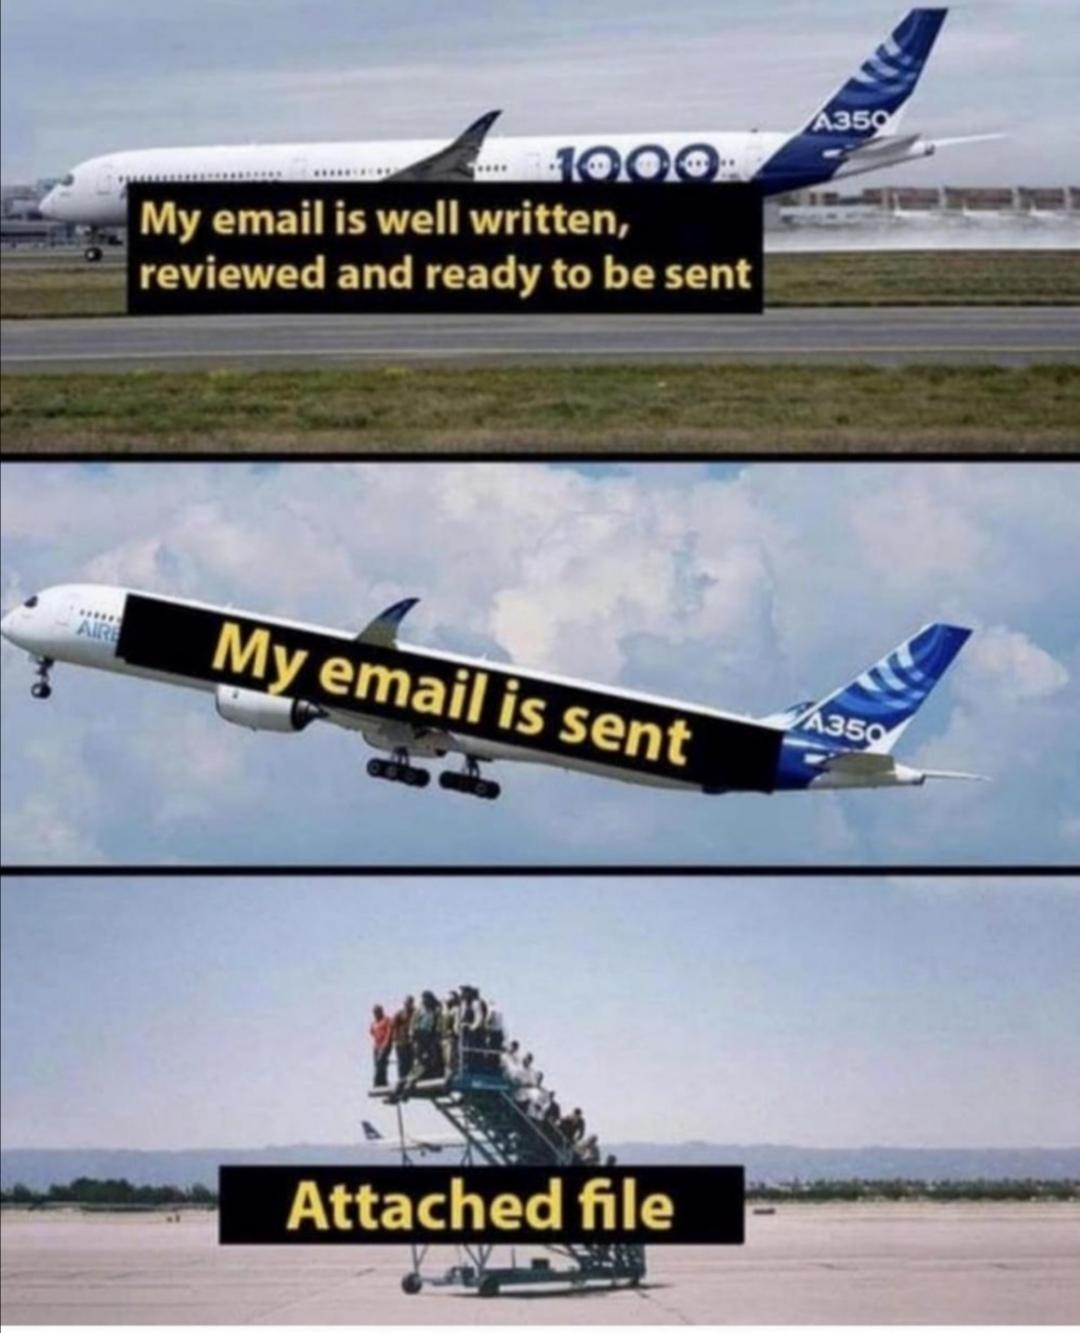 A350
1000
My email is well written,
reviewed and ready to be sent
AIRB
My email is sent
A350
Attached file